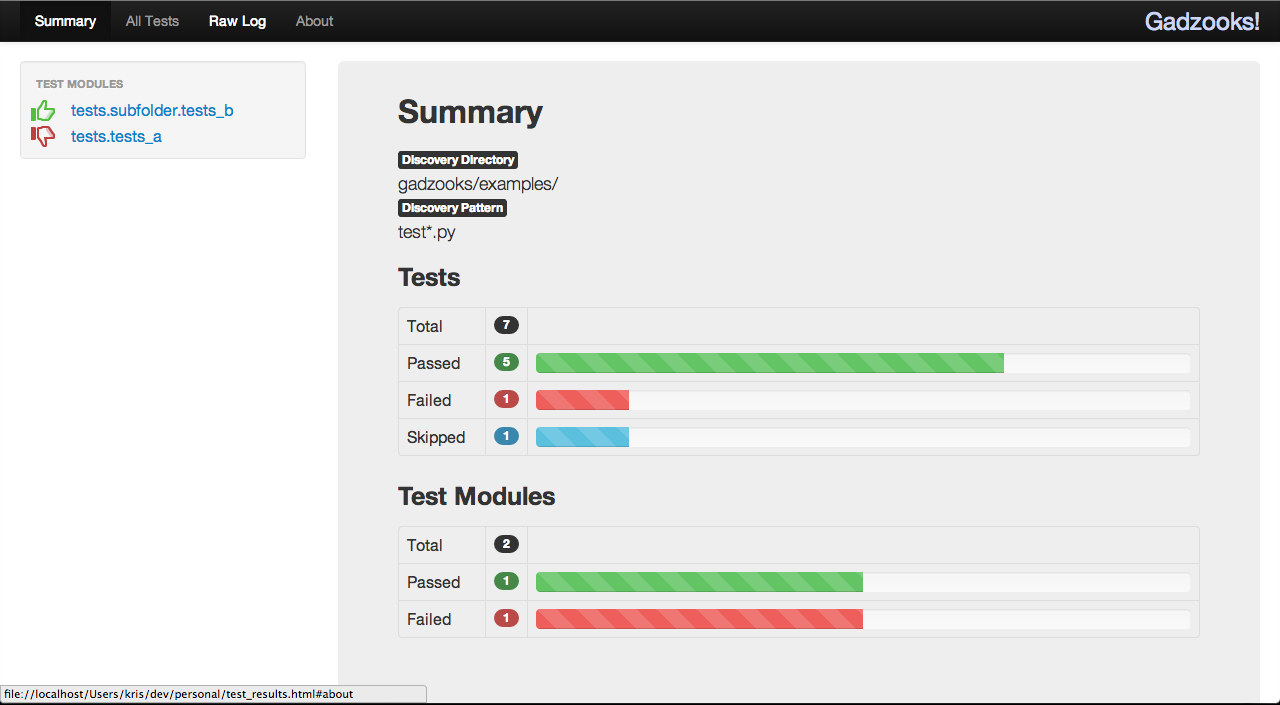 Summary All Tests Raw Log About Gadzooks!
TEST MODULES
tests.subfolder.tests_b
tests.tests_a
Summary
Discovery Directory
gadzooks/examples/
Discovery Pattern
test*.py
Tests
Total 7
Passed 5
Failed 1
Skipped 1
Test Modules
Total 2
Passed 1
Failed 1
file://localhost/Users/kris/dev/personal/test_results.html#about